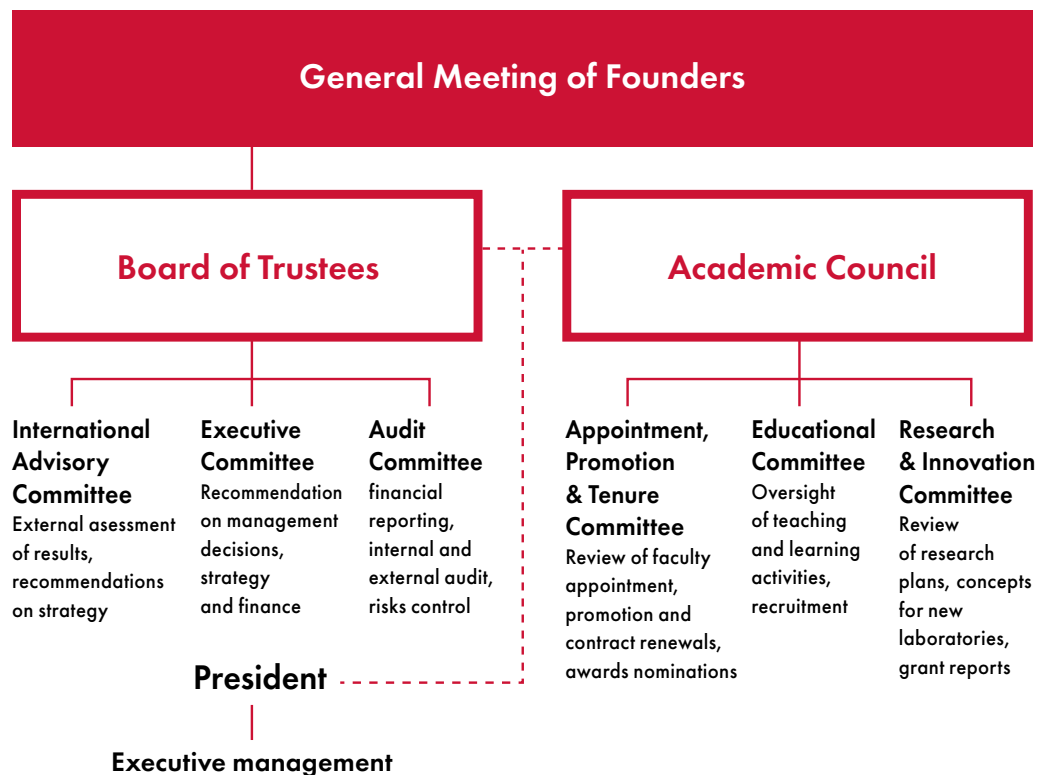 General Meeting of Founders
Board of Trustees
Academic Council
International
Advisory
Committee
External asessment
of results,
recommendations
on strategy
Executive
Committee
Recommendation
on management
decisions,
strategy
and finance
Audit
Committee
financial
reporting,
internal and
external audit,
risks control
Appointment,
Promotion
& Tenure
Committee
Review of faculty
appointment,
promotion and
contract renewals,
awards nominations
Educational
Committee
Oversight
of teaching
and learning
activities,
recruitment
Research
& Innovation
Committee
Review
of research
plans, concepts
for new
laboratories,
grant reports
President
Executive management